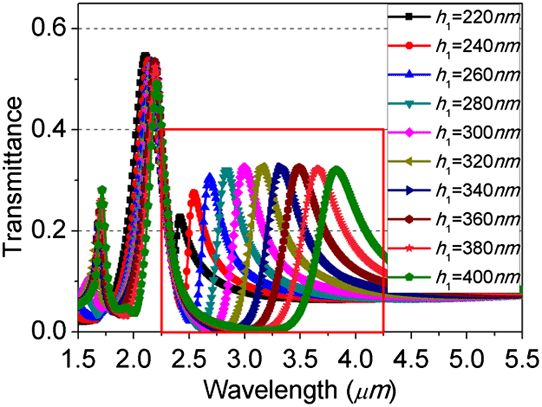 0.6
0.4
0.2
0.0
Transmittance
1.5 2.0 2.5 3.0 3.5 4.0 4.5 5.0 5.5
Wavelength (μm)
h₁=220nm
h₁=240nm
h₁=260nm
h₁=280nm
h₁=300nm
h₁=320nm
h₁=340nm
h₁=360nm
h₁=380nm
h₁=400nm